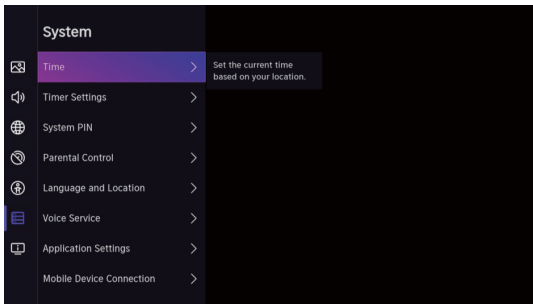 System
Time
Set the current time
based on your location.
Timer Settings
System PIN
Parental Control
Language and Location
Voice Service
Application Settings
Mobile Device Connection